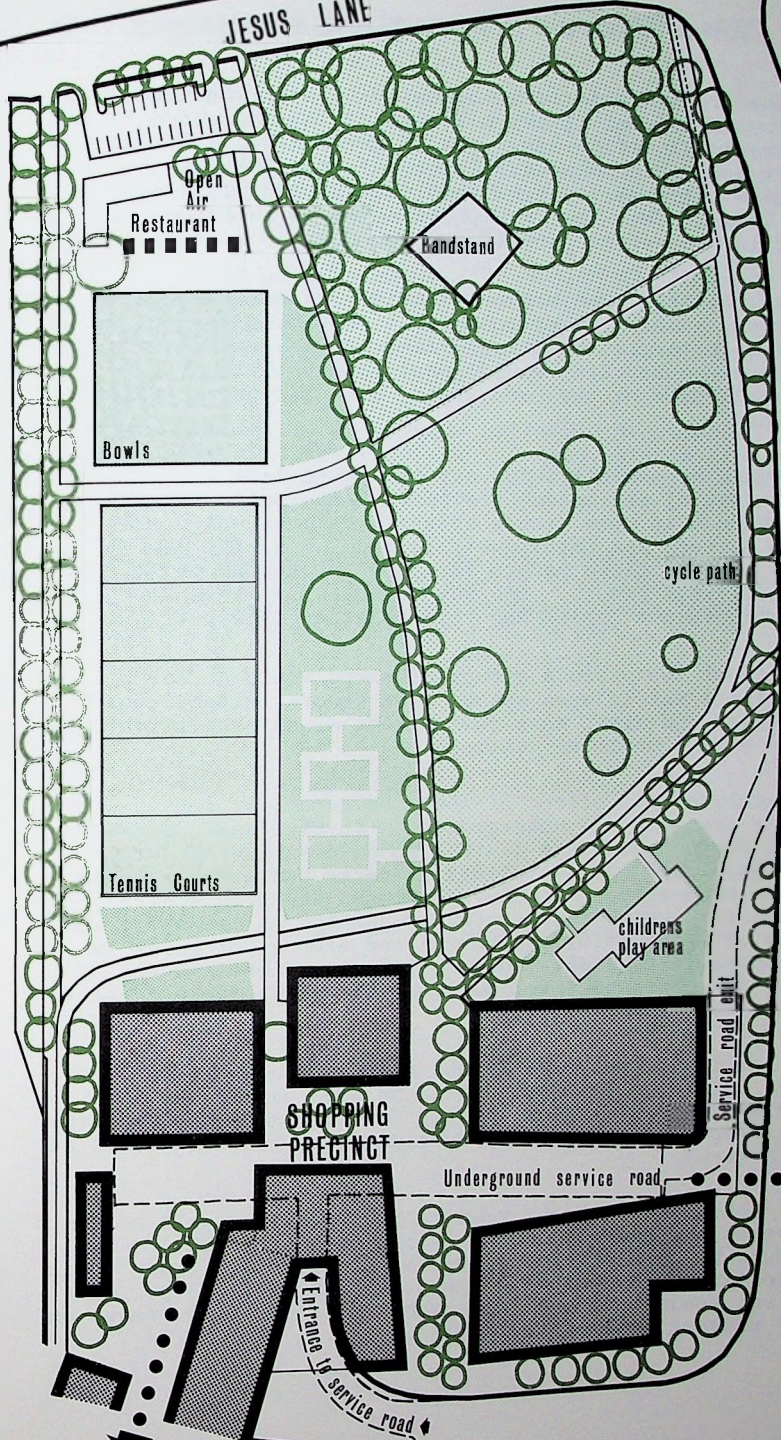 JESUS LANE
Open
Air
Restaurant
Bandstand
Bowls
cycle path
Tennis Courts
childrens
play area
Service road exit
SHOPPING
PRECINCT
Underground service road
Entrance to service road